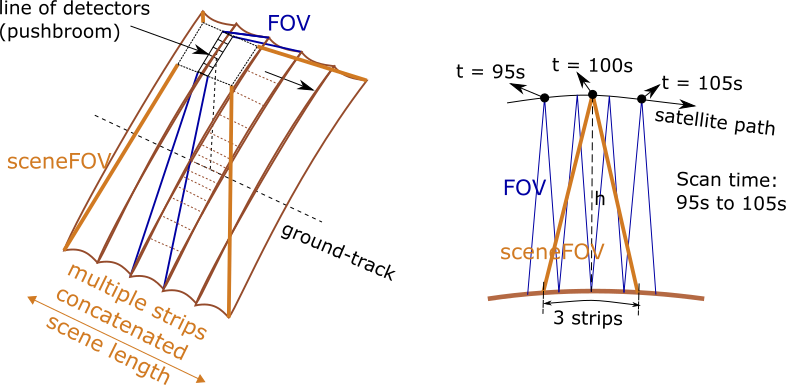 line of detectors
(pushbroom)
FOV
sceneFOV
ground-track
multiple strips
concatenated
scene length
t = 95s
t = 100s
t = 105s
satellite path
FOV
h
Scan time:
95s to 105s
sceneFOV
3 strips